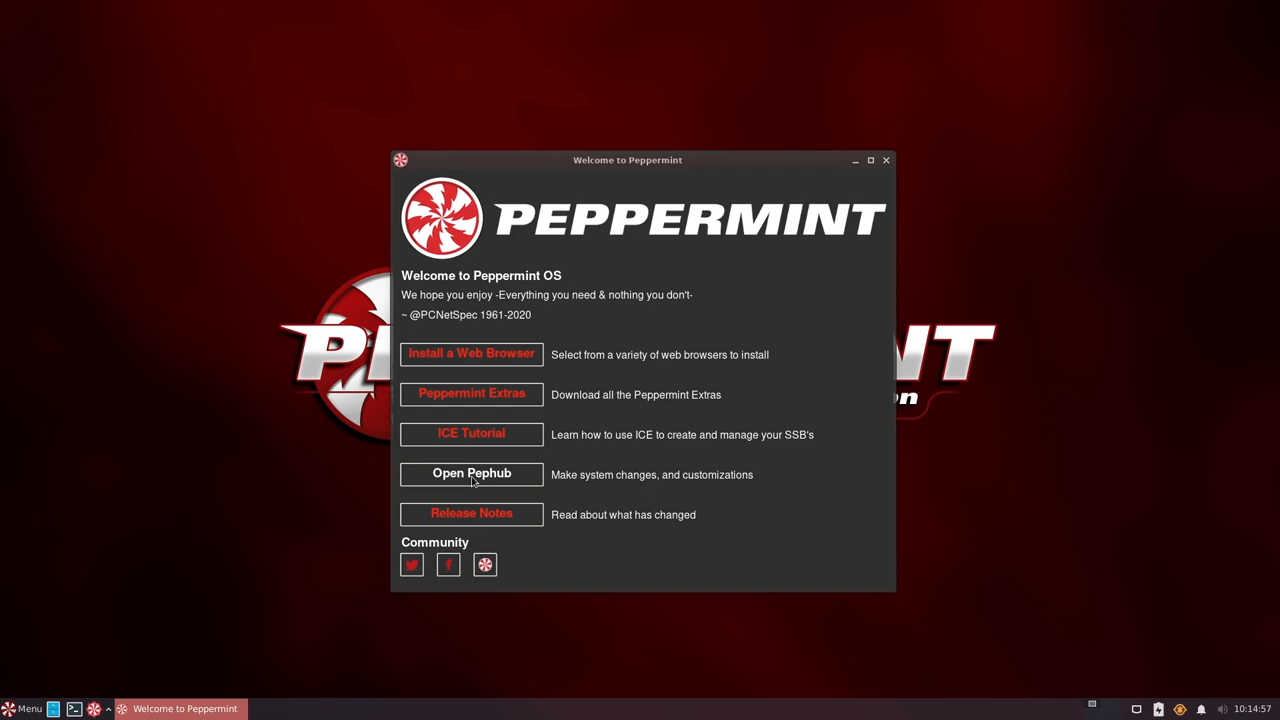 Welcome to Peppermint
PEPPERMINT
Welcome to Peppermint OS
We hope you enjoy -Everything you need & nothing you don't-
~ @PCNetSpec 1961-2020
Install a Web Browser Select from a variety of web browsers to install
Peppermint Extras Download all the Peppermint Extras
ICE Tutorial Learn how to use ICE to create and manage your SSB's
Open Pephub Make system changes, and customizations
Release Notes Read about what has changed
Community
Menu Welcome to Peppermint 10:14:57